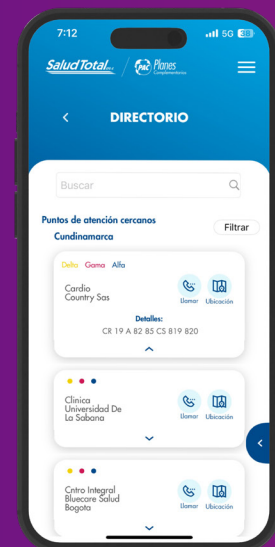 7:12
5G 38
SaludTotal
PAC Planes
Complementarios
DIRECTORIO
Buscar
Puntos de atención cercanos
Filtrar
Cundinamarca
Delta Gama Alfa
Cardio
Country Sas
Llamar Ubicación
Detalles:
CR 19 A 82 85 CS 819 820
Clinica
Universidad De
La Sabana
Llamar Ubicación
Cntro Integral
Bluecare Salud
Bogota
Llamar Ubicación